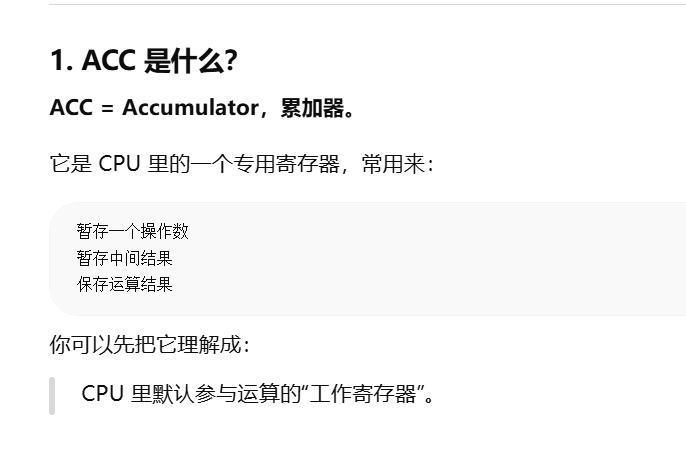 1. ACC 是什么？
ACC = Accumulator，累加器。
它是 CPU 里的一个专用寄存器，常用来：
暂存一个操作数
暂存中间结果
保存运算结果
你可以先把它理解成：
CPU 里默认参与运算的“工作寄存器”。